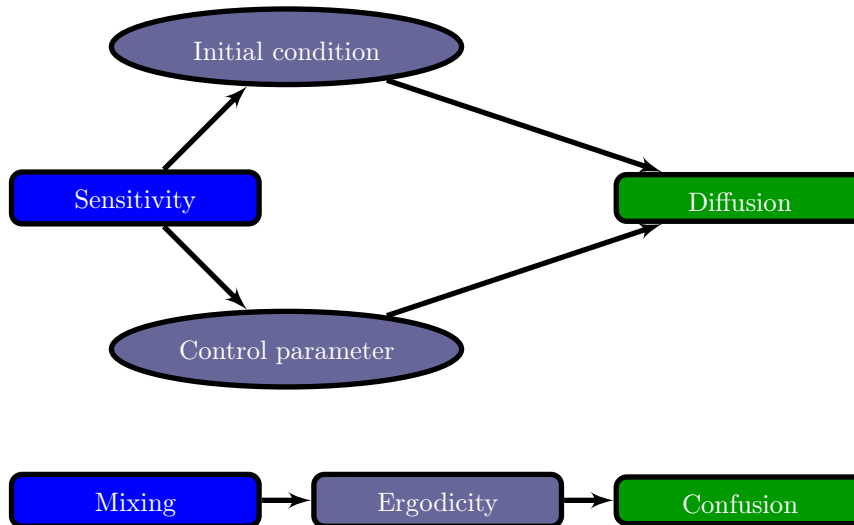 Initial condition
Sensitivity
Diffusion
Control parameter
Mixing
Ergodicity
Confusion